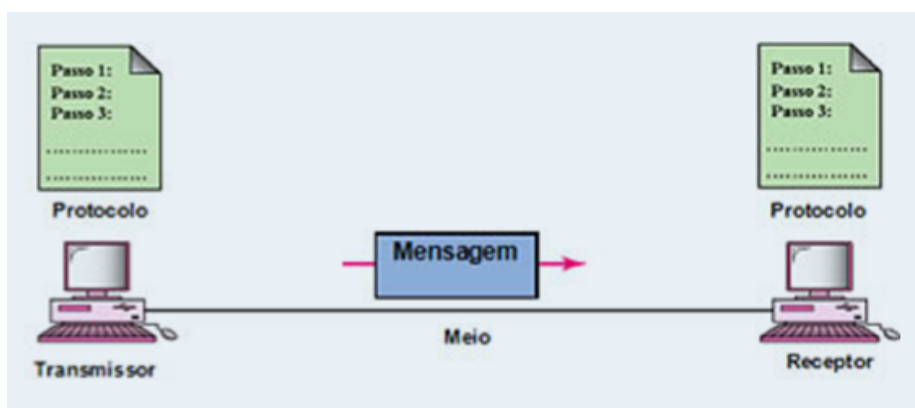 Passo 1:
Passo 2:
Passo 3:
Protocolo
Passo 1:
Passo 2:
Passo 3:
Protocolo
Mensagem
Meio
Transmissor
Receptor